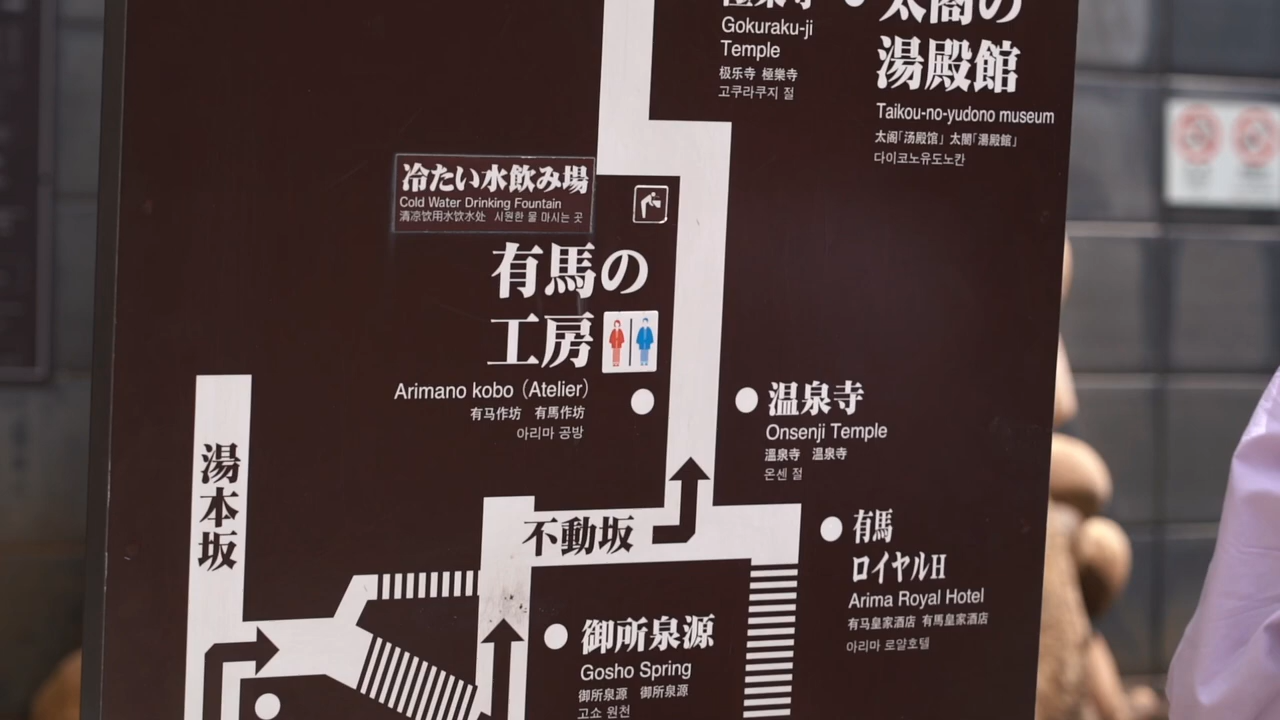 極楽寺
Gokuraku-ji
Temple
极乐寺 極樂寺
고쿠라쿠지 절
太閤の
湯殿館
Taikou-no-yudono museum
太阁「汤殿馆」 太閤「湯殿館」
다이코노유도노칸
冷たい水飲み場
Cold Water Drinking Fountain
清凉饮用水饮水处 시원한 물 마시는 곳
有馬の
工房
Arimano kobo (Atelier)
有马作坊 有馬作坊
아리마 공방
温泉寺
Onsenji Temple
溫泉寺 温泉寺
온센 절
湯本坂
不動坂
有馬
ロイヤルH
Arima Royal Hotel
有马皇家酒店 有馬皇家酒店
아리마 로얄호텔
御所泉源
Gosho Spring
御所泉源 御所泉源
고쇼 원천